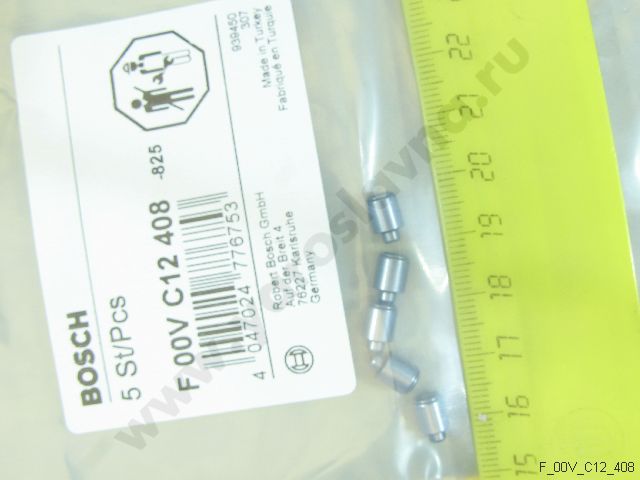 BOSCH
5 St/Pcs
F 00V C12 408
-825
4 047024 776753
939450
307
Made in Turkey
Fabriqué en Turquie
Robert Bosch GmbH
Auf der Breit 4
76227 Karlsruhe
Germany
22
21
20
19
18
17
16
15
F_00V_C12_408